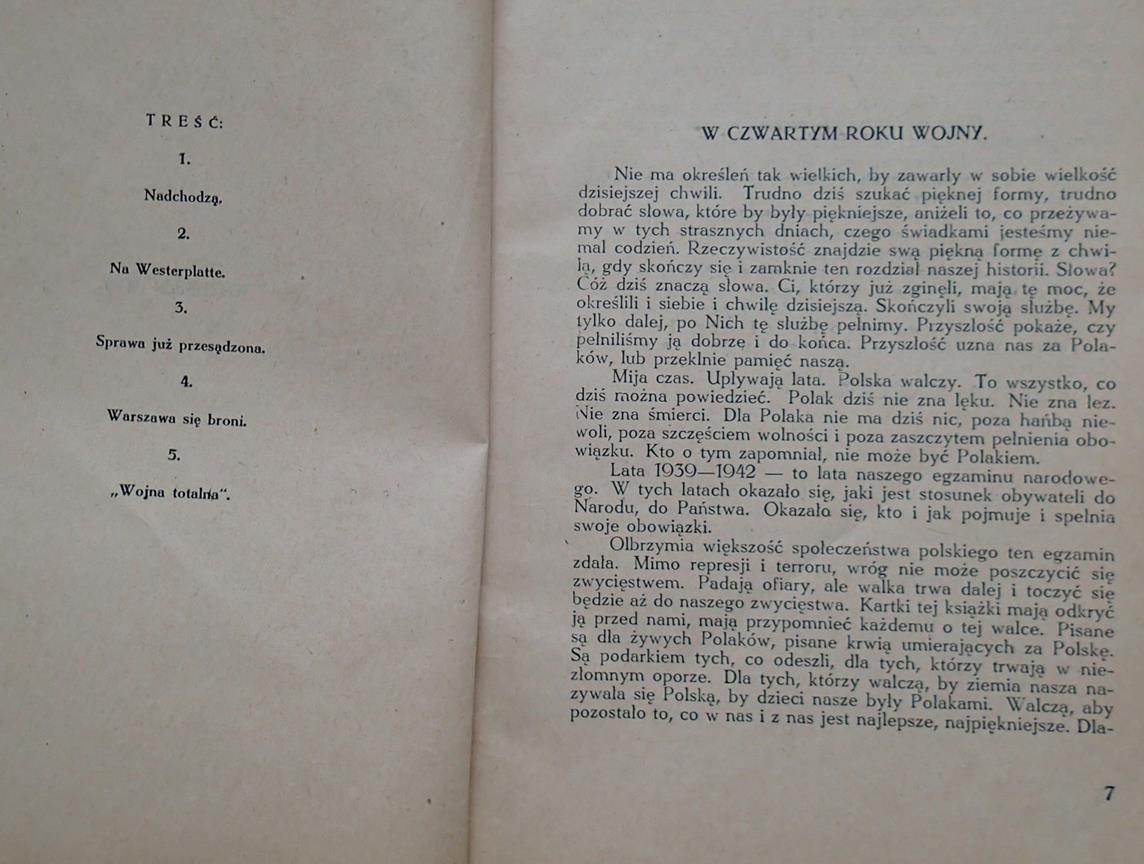 TREŚĆ:
1.
Nadchodzą.
2.
Na Westerplatte.
3.
Sprawa już przesądzona.
4.
Warszawa się broni.
5.
„Wojna totalna“.
W CZWARTYM ROKU WOJNY.
Nie ma określeń tak wielkich, by zawarły w sobie wielkość
dzisiejszej chwili. Trudno dziś szukać pięknej formy, trudno
dobrać słowa, które by były piękniejsze, aniżeli to, co przeżywa-
my w tych strasznych dniach, czego świadkami jesteśmy nie-
mal codzień. Rzeczywistość znajdzie swą piękną formę z chwi-
lą, gdy skończy się i zamknie ten rozdział naszej historii. Słowa?
Cóż dziś znaczą słowa. Ci, którzy już zginęli, mają tę moc, że
określili i siebie i chwilę dzisiejszą. Skończyli swoją służbę. My
tylko dalej, po Nich tę służbę pełnimy. Przyszłość pokaże, czy
pełniliśmy ją dobrze i do końca. Przyszłość uzna nas za Pola-
ków, lub przeklnie pamięć naszą.
Mija czas. Upływają lata. Polska walczy. To wszystko, co
dziś można powiedzieć. Polak dziś nie zna lęku. Nie zna łez.
Nie zna śmierci. Dla Polaka nie ma dziś nic, poza hańbą nie-
woli, poza szczęściem wolności i poza zaszczytem pełnienia obo-
wiązku. Kto o tym zapomniał, nie może być Polakiem.
Lata 1939—1942 — to lata naszego egzaminu narodowe-
go. W tych latach okazało się, jaki jest stosunek obywateli do
Narodu, do Państwa. Okazało się, kto i jak pojmuje i spełnia
swoje obowiązki.
Olbrzymia większość społeczeństwa polskiego ten egzamin
zdała. Mimo represji i terroru, wróg nie może poszczycić się
zwycięstwem. Padają ofiary, ale walka trwa dalej i toczyć się
będzie aż do naszego zwycięstwa. Kartki tej książki mają odkryć
ją przed nami, mają przypomnieć każdemu o tej walce. Pisane
są dla żywych Polaków, pisane krwią umierających za Polskę.
Są podarkiem tych, co odeszli, dla tych, którzy trwają w nie-
złomnym oporze. Dla tych, którzy walczą, by ziemia nasza na-
zywała się Polską, by dzieci nasze były Polakami. Walczą, aby
pozostało to, co w nas i z nas jest najlepsze, najpiękniejsze. Dla-
7